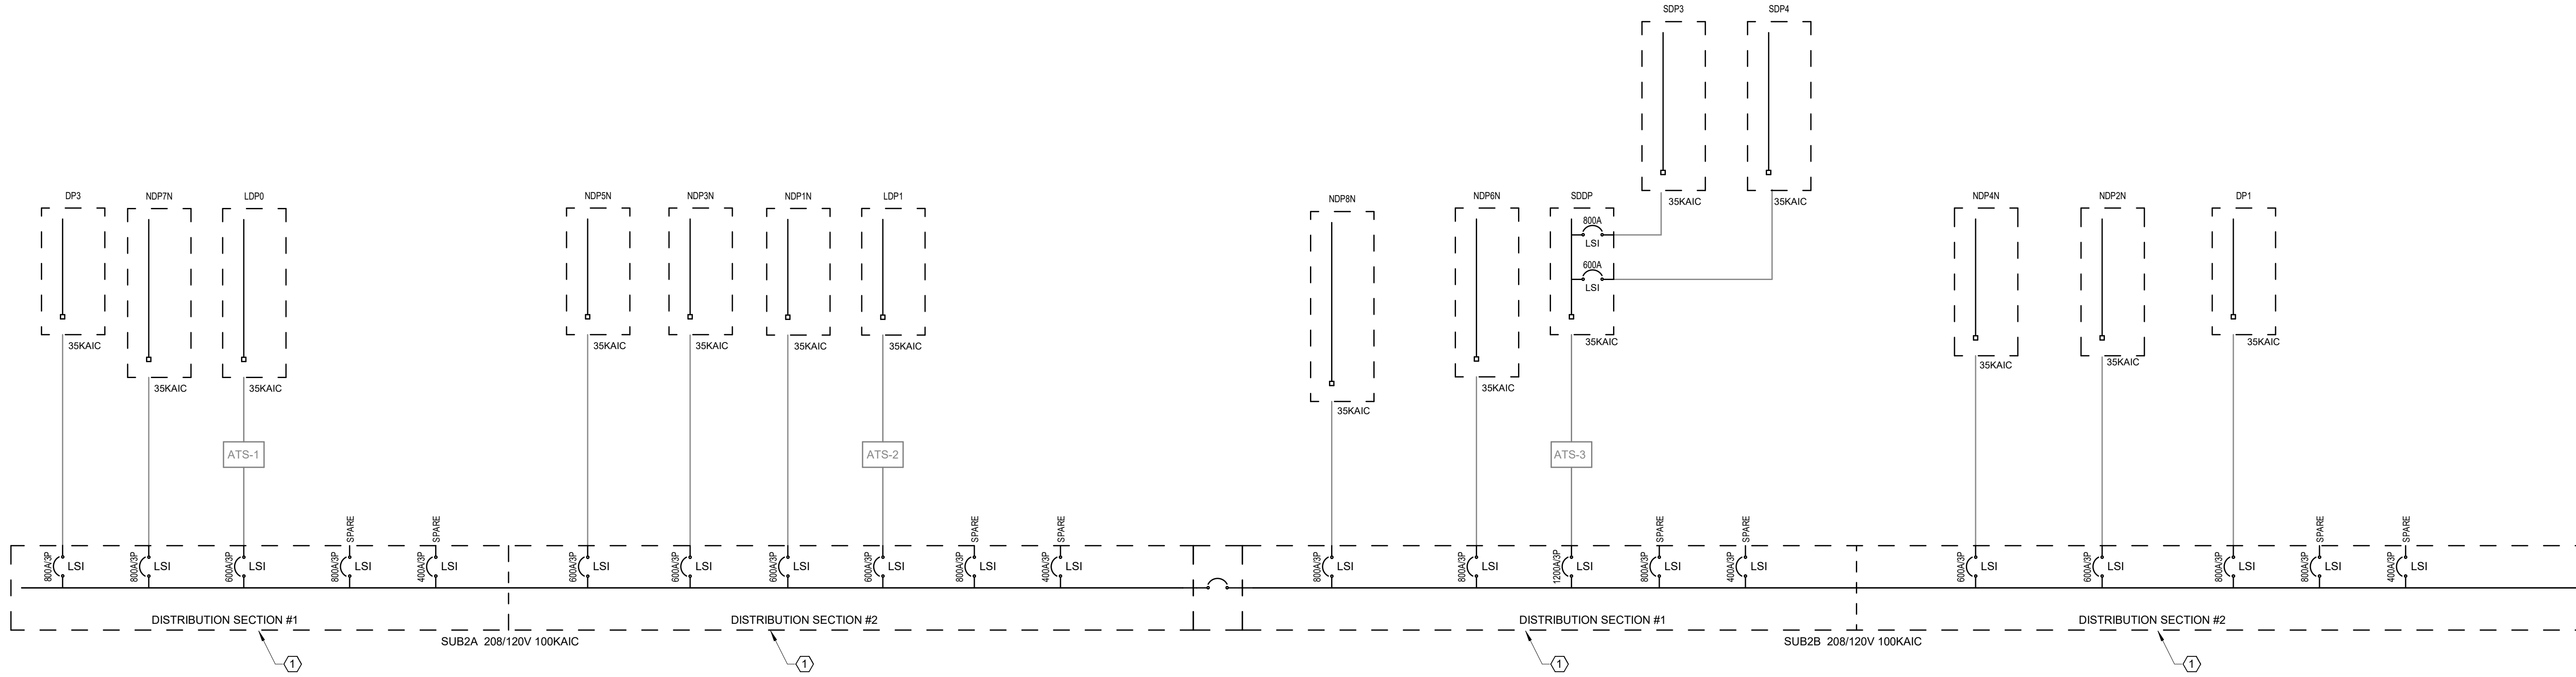 SDP3
SDP4
35KAIC
35KAIC
DP3
NDP7N
LDP0
NDP5N
NDP3N
NDP1N
LDP1
NDP8N
NDP6N
SDDP
NDP4N
NDP2N
DP1
800A
LSI
600A
LSI
35KAIC
35KAIC
35KAIC
35KAIC
35KAIC
35KAIC
35KAIC
35KAIC
35KAIC
35KAIC
35KAIC
35KAIC
35KAIC
ATS-1
ATS-2
ATS-3
SPARE
SPARE
SPARE
SPARE
SPARE
SPARE
SPARE
SPARE
800A/3P
LSI
800A/3P
LSI
600A/3P
LSI
800A/3P
LSI
400A/3P
LSI
600A/3P
LSI
600A/3P
LSI
600A/3P
LSI
600A/3P
LSI
800A/3P
LSI
400A/3P
LSI
800A/3P
LSI
800A/3P
LSI
1200A/3P
LSI
800A/3P
LSI
400A/3P
LSI
600A/3P
LSI
600A/3P
LSI
800A/3P
LSI
800A/3P
LSI
400A/3P
LSI
DISTRIBUTION SECTION #1
DISTRIBUTION SECTION #2
DISTRIBUTION SECTION #1
DISTRIBUTION SECTION #2
SUB2A 208/120V 100KAIC
SUB2B 208/120V 100KAIC
1
1
1
1